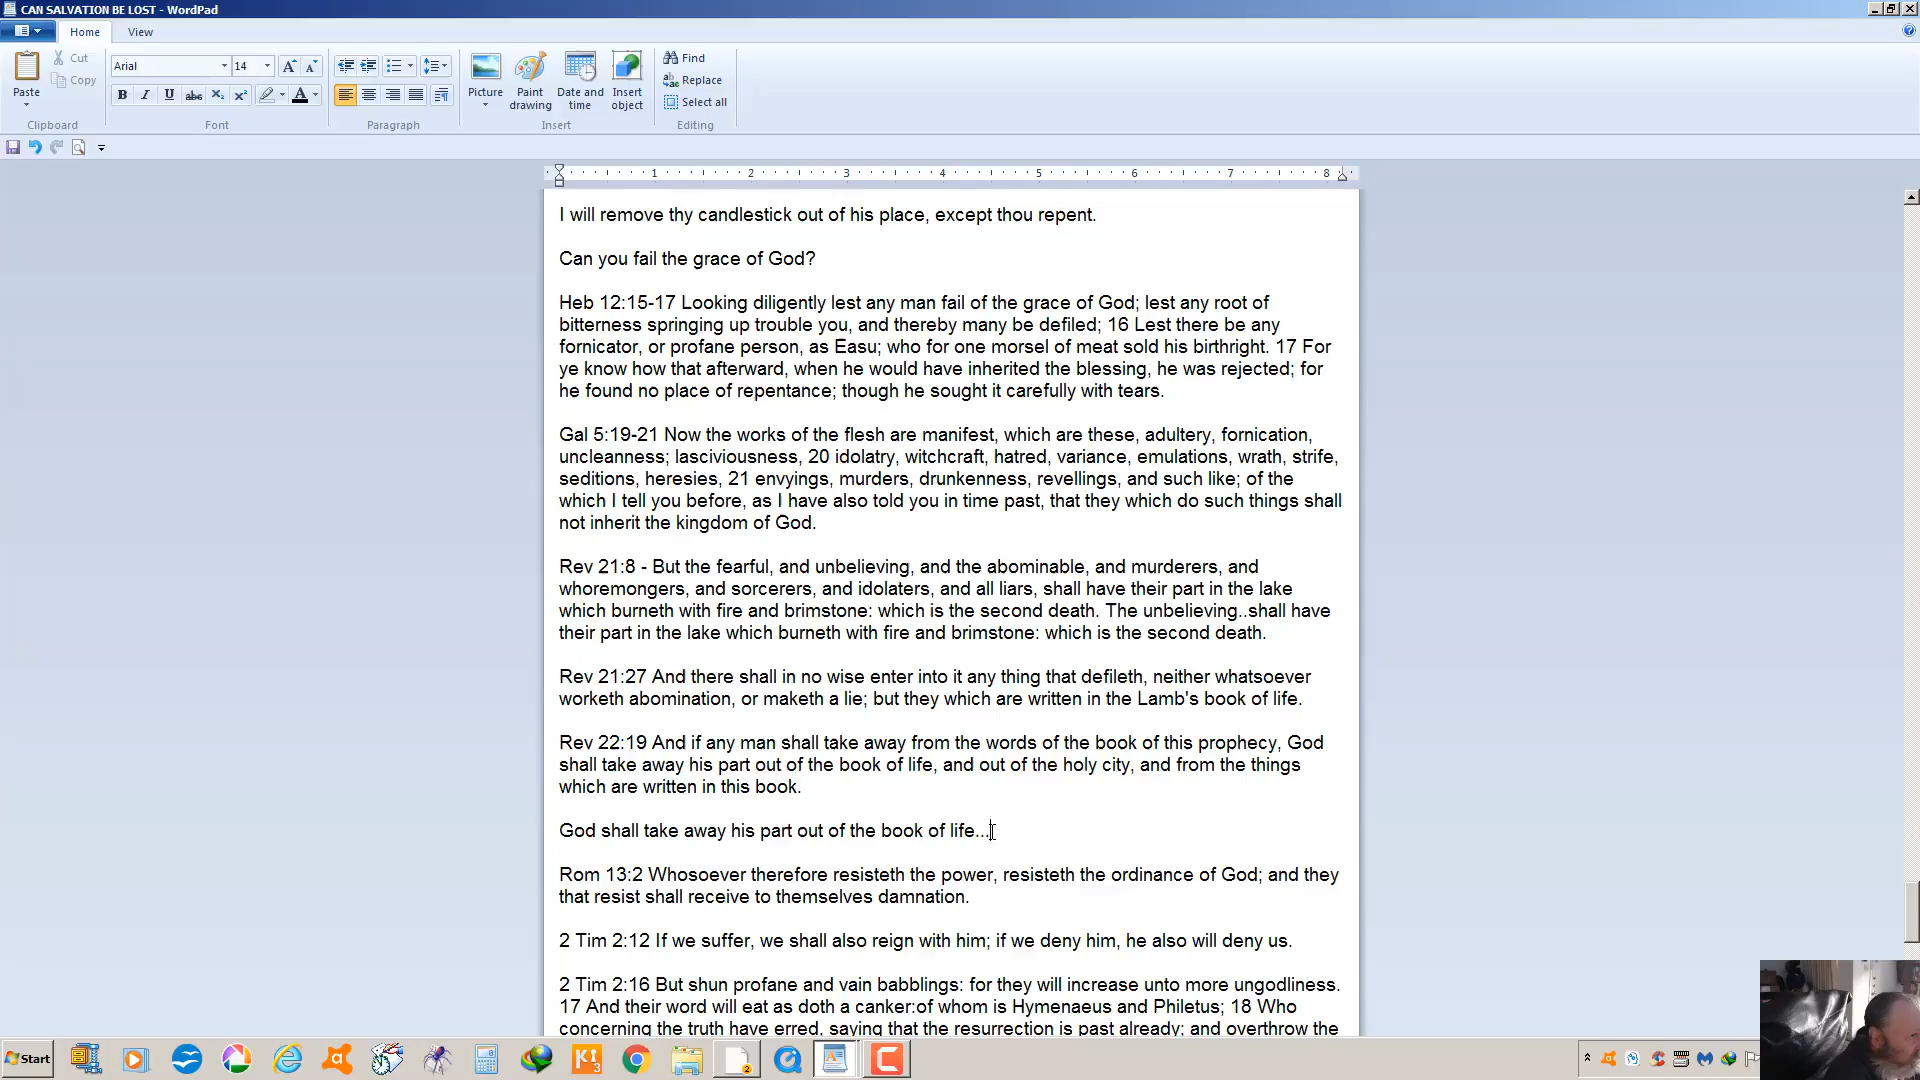 CAN SALVATION BE LOST - WordPad
Home
View
Paste
Cut
Copy
Clipboard
Arial
14
Font
Paragraph
Picture
Paint drawing
Date and time
Insert object
Insert
Find
Replace
Select all
Editing
1 2 3 4 5 6 7 8
I will remove thy candlestick out of his place, except thou repent.
Can you fail the grace of God?
Heb 12:15-17 Looking diligently lest any man fail of the grace of God; lest any root of
bitterness springing up trouble you, and thereby many be defiled; 16 Lest there be any
fornicator, or profane person, as Easu; who for one morsel of meat sold his birthright. 17 For
ye know how that afterward, when he would have inherited the blessing, he was rejected; for
he found no place of repentance; though he sought it carefully with tears.
Gal 5:19-21 Now the works of the flesh are manifest, which are these, adultery, fornication,
uncleanness; lasciviousness, 20 idolatry, witchcraft, hatred, variance, emulations, wrath, strife,
seditions, heresies, 21 envyings, murders, drunkenness, revellings, and such like; of the
which I tell you before, as I have also told you in time past, that they which do such things shall
not inherit the kingdom of God.
Rev 21:8 - But the fearful, and unbelieving, and the abominable, and murderers, and
whoremongers, and sorcerers, and idolaters, and all liars, shall have their part in the lake
which burneth with fire and brimstone: which is the second death. The unbelieving..shall have
their part in the lake which burneth with fire and brimstone: which is the second death.
Rev 21:27 And there shall in no wise enter into it any thing that defileth, neither whatsoever
worketh abomination, or maketh a lie; but they which are written in the Lamb's book of life.
Rev 22:19 And if any man shall take away from the words of the book of this prophecy, God
shall take away his part out of the book of life, and out of the holy city, and from the things
which are written in this book.
God shall take away his part out of the book of life...
Rom 13:2 Whosoever therefore resisteth the power, resisteth the ordinance of God; and they
that resist shall receive to themselves damnation.
2 Tim 2:12 If we suffer, we shall also reign with him; if we deny him, he also will deny us.
2 Tim 2:16 But shun profane and vain babblings: for they will increase unto more ungodliness.
17 And their word will eat as doth a canker:of whom is Hymenaeus and Philetus; 18 Who
concerning the truth have erred, saying that the resurrection is past already; and overthrow the
Start